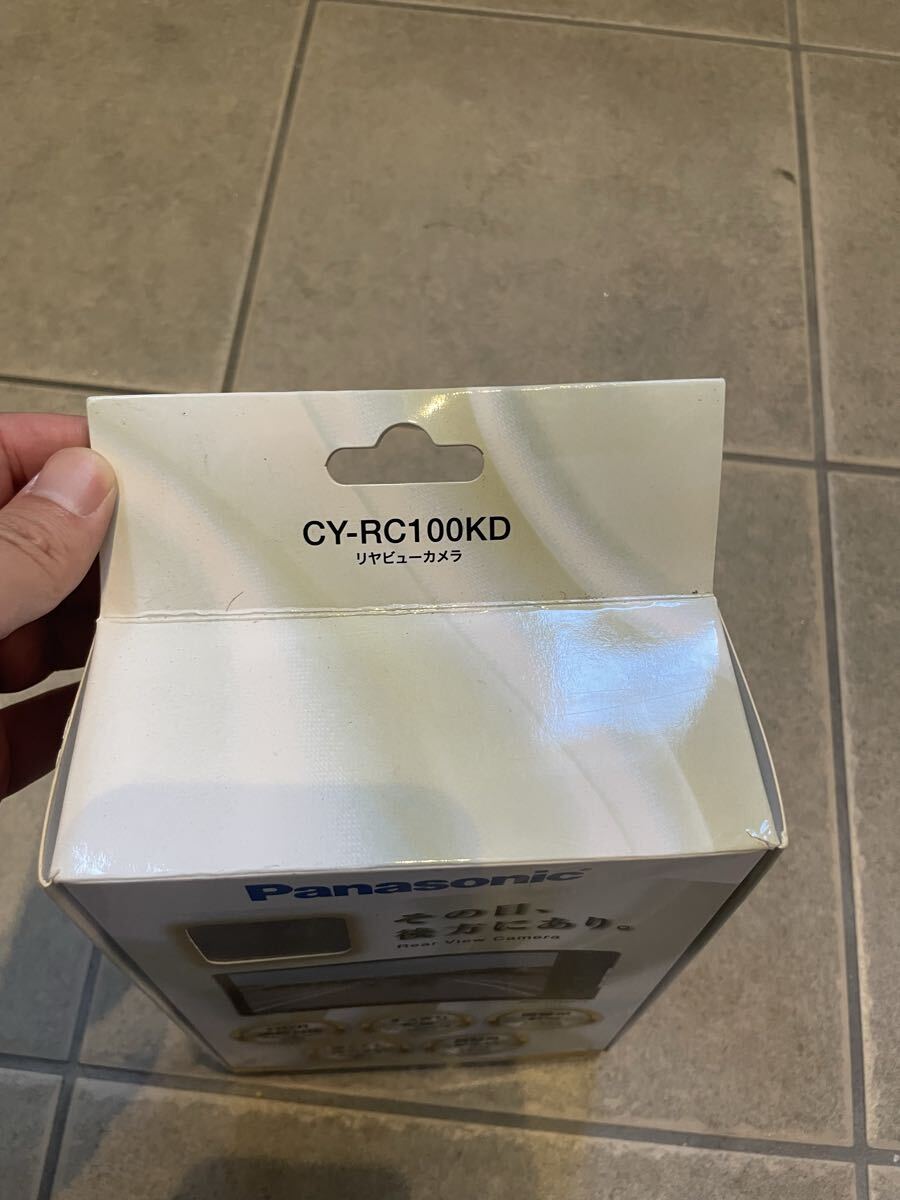 CY-RC100KD
リヤビューカメラ
Panasonic
その目、
後方にあり。
Rear View Camera